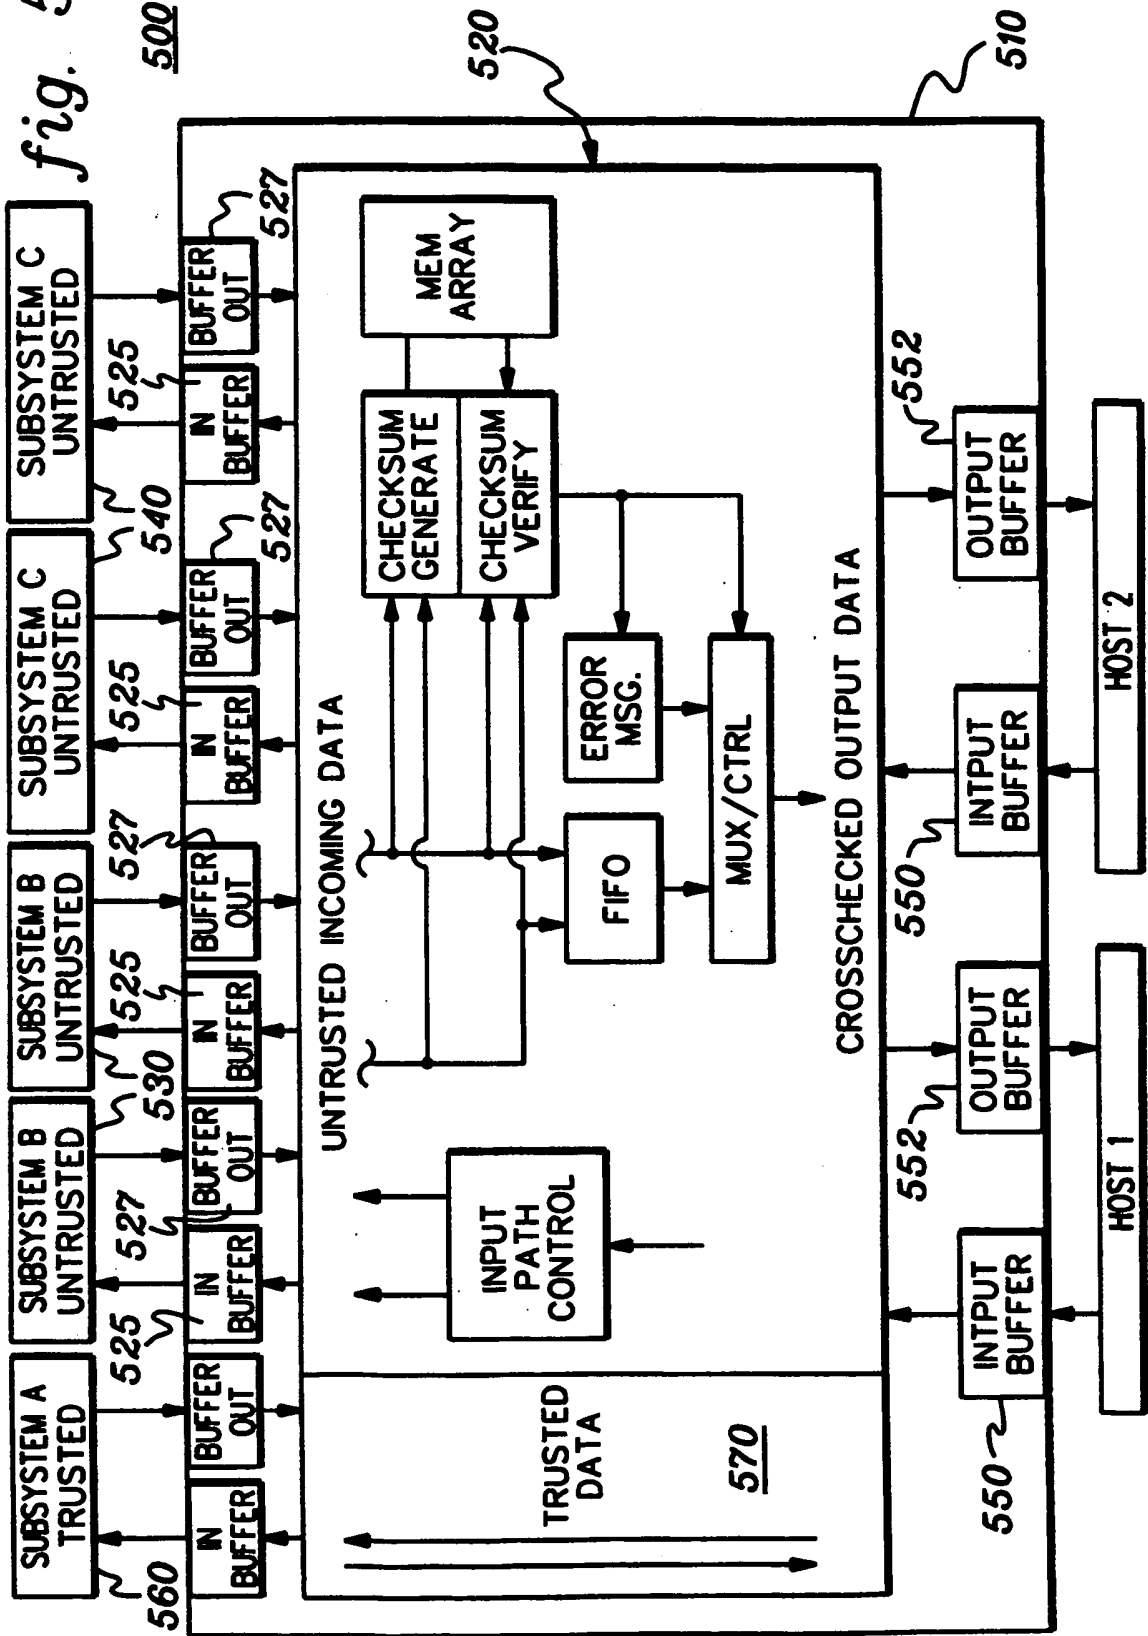 fig. 5
500
SUBSYSTEM A
TRUSTED
SUBSYSTEM B
UNTRUSTED
SUBSYSTEM B
UNTRUSTED
SUBSYSTEM C
UNTRUSTED
SUBSYSTEM C
UNTRUSTED
560
525
527
530
525
527
525
540
527
525
527
IN
BUFFER
BUFFER
OUT
IN
BUFFER
BUFFER
OUT
IN
BUFFER
BUFFER
OUT
IN
BUFFER
BUFFER
OUT
IN
BUFFER
BUFFER
OUT
520
510
TRUSTED
DATA
570
UNTRUSTED INCOMING DATA
INPUT
PATH
CONTROL
CHECKSUM
GENERATE
CHECKSUM
VERIFY
MEM
ARRAY
FIFO
ERROR
MSG.
MUX/CTRL
CROSSCHECKED OUTPUT DATA
550
INTPUT
BUFFER
552
OUTPUT
BUFFER
550
INTPUT
BUFFER
552
OUTPUT
BUFFER
HOST 1
HOST 2